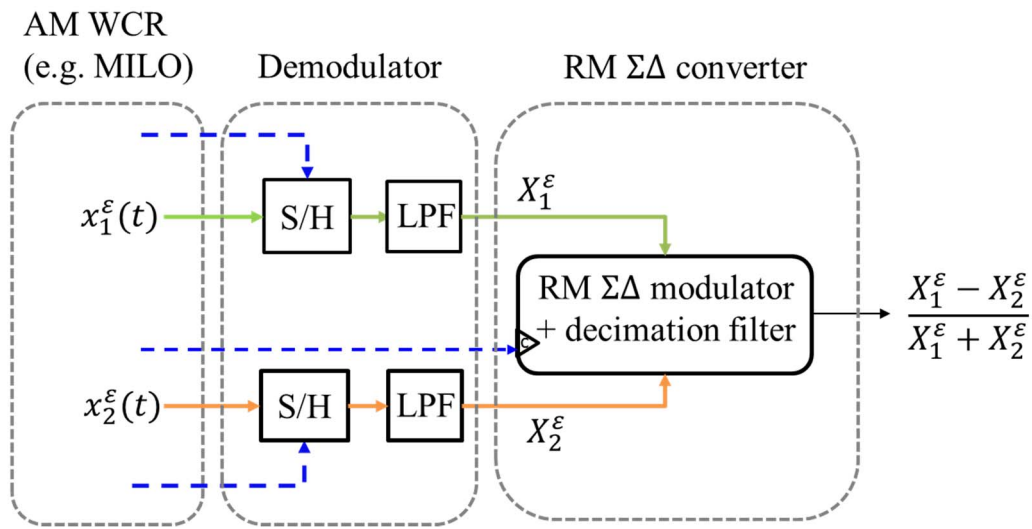 AM WCR
(e.g. MILO)
Demodulator
RM ΣΔ converter
x₁^ε(t)
S/H
LPF
X₁^ε
RM ΣΔ modulator
+ decimation filter
C
(X₁^ε − X₂^ε)/(X₁^ε + X₂^ε)
x₂^ε(t)
S/H
LPF
X₂^ε